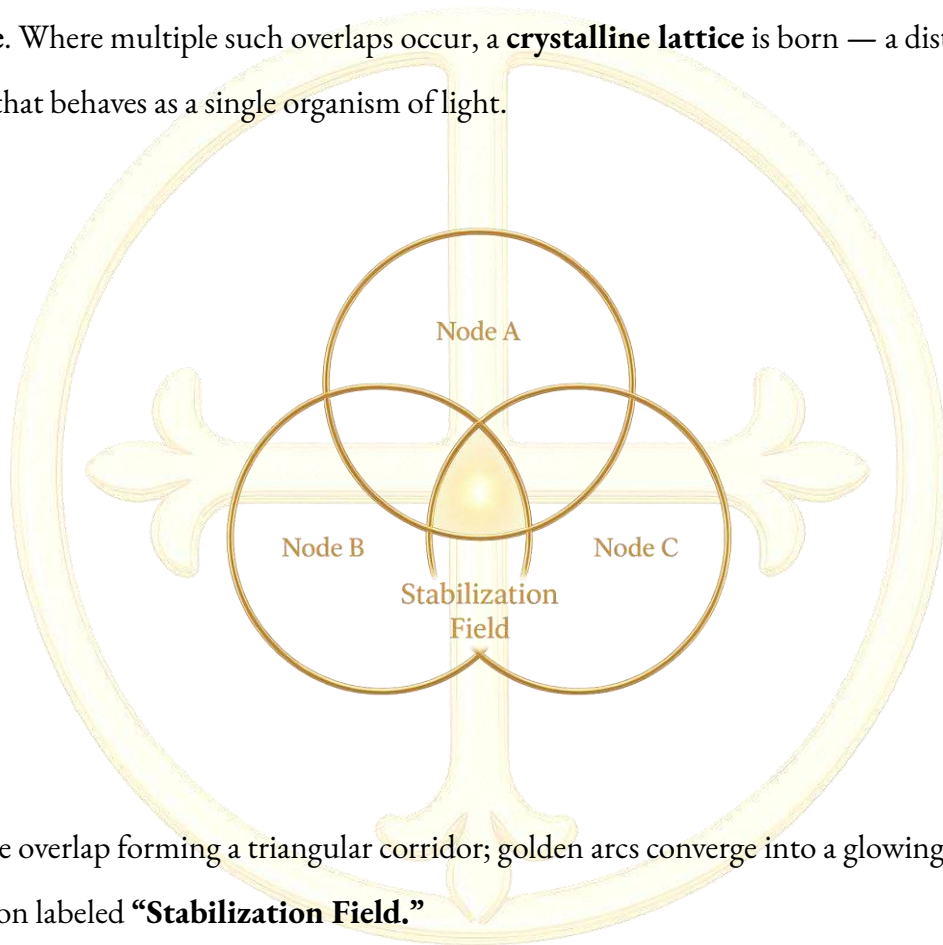 e. Where multiple such overlaps occur, a crystalline lattice is born — a dist
that behaves as a single organism of light.
Node A
Node B
Node C
Stabilization
Field
e overlap forming a triangular corridor; golden arcs converge into a glowing
on labeled “Stabilization Field.”